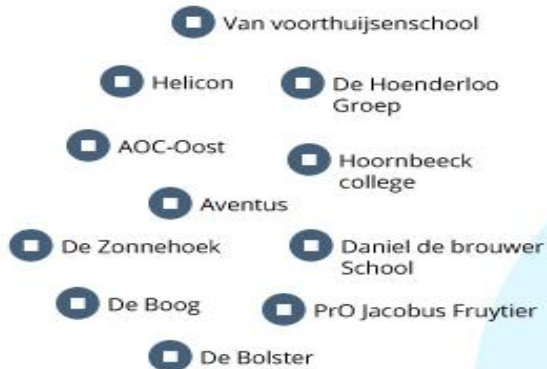 Van voorthuijsenschool
Helicon
De Hoenderloo
Groep
AOC-Oost
Hoornbeeck
college
Aventus
De Zonnehoek
Daniel de brouwer
School
De Boog
PrO Jacobus Fruytier
De Bolster